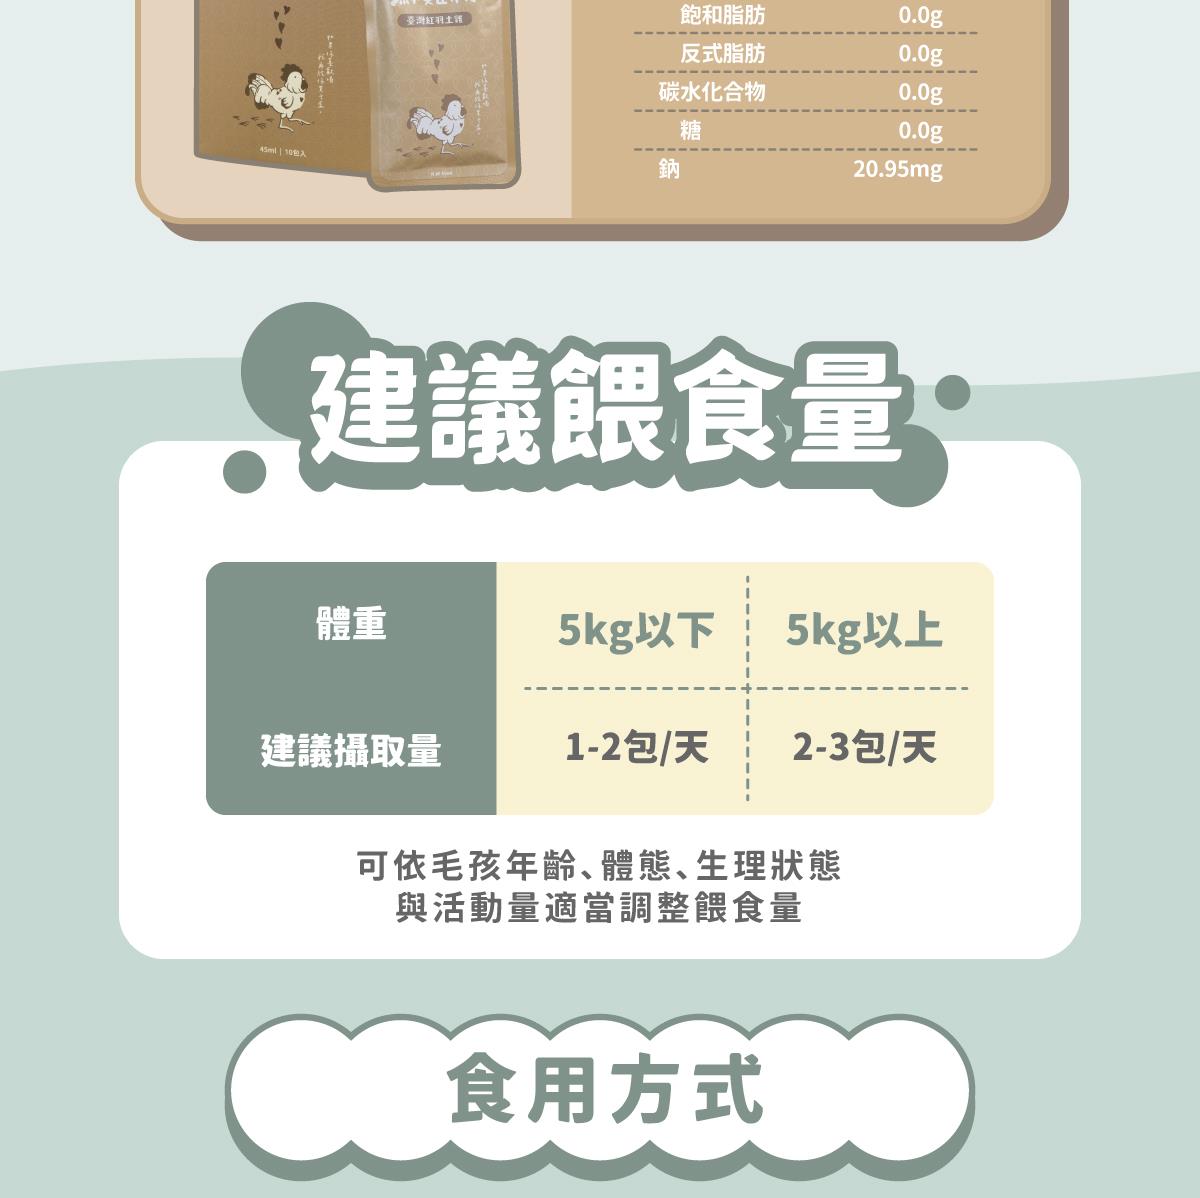 臺灣紅羽土雞
45ml | 10包入
飽和脂肪 0.0g
反式脂肪 0.0g
碳水化合物 0.0g
糖 0.0g
鈉 20.95mg
建議餵食量
體重 5kg以下 5kg以上
建議攝取量 1-2包/天 2-3包/天
可依毛孩年齡、體態、生理狀態
與活動量適當調整餵食量
食用方式